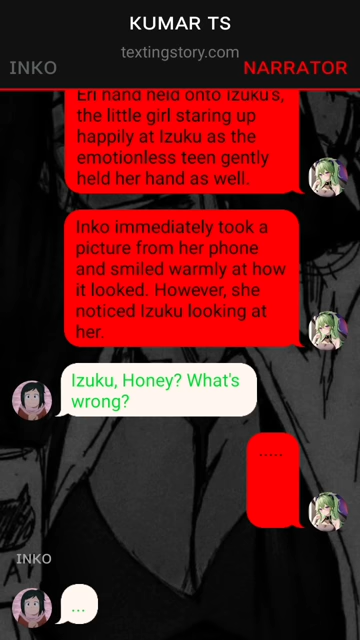 KUMAR TS
textingstory.com
INKO
NARRATOR
Eri hand held onto Izuku's,
the little girl staring up
happily at Izuku as the
emotionless teen gently
held her hand as well.
Inko immediately took a
picture from her phone
and smiled warmly at how
it looked. However, she
noticed Izuku looking at
her.
Izuku, Honey? What's
wrong?
.....
INKO
...